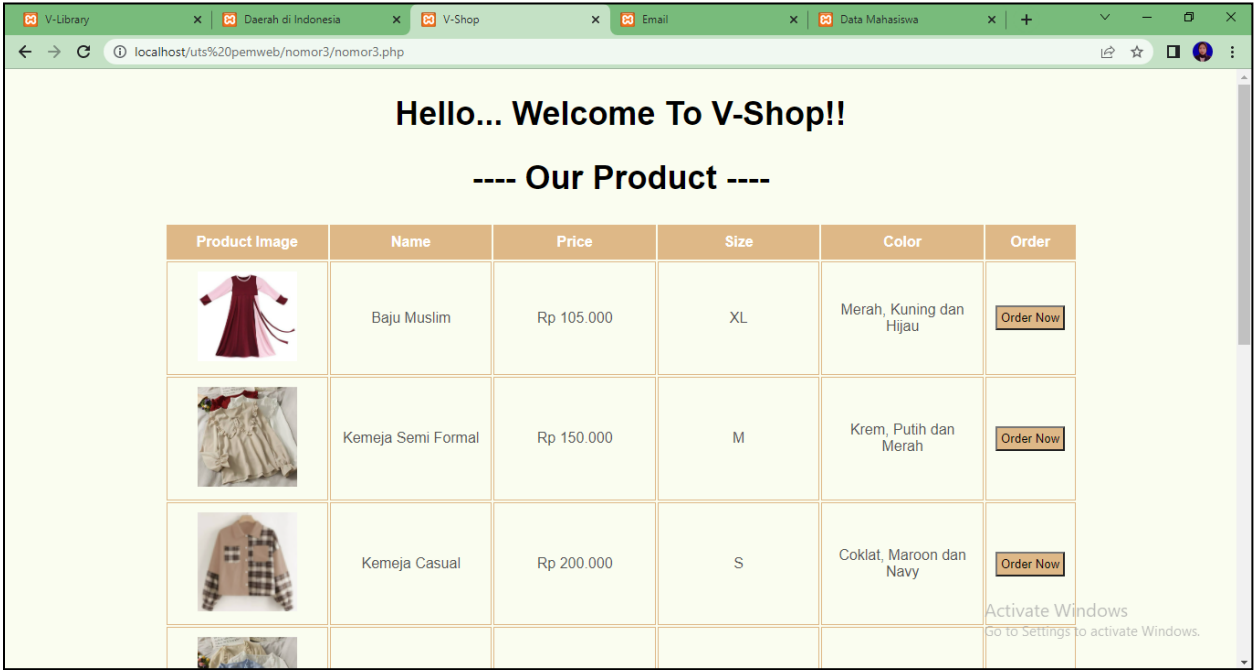 V-Library
Daerah di Indonesia
V-Shop
Email
Data Mahasiswa
localhost/uts%20pemweb/nomor3/nomor3.php
Hello... Welcome To V-Shop!!
---- Our Product ----
Product Image Name Price Size Color Order
Baju Muslim Rp 105.000 XL Merah, Kuning dan Order Now
Hijau
Kemeja Semi Formal Rp 150.000 M Krem, Putih dan Order Now
Merah
Kemeja Casual Rp 200.000 S Coklat, Maroon dan Order Now
Navy
Activate Windows
Go to Settings to activate Windows.